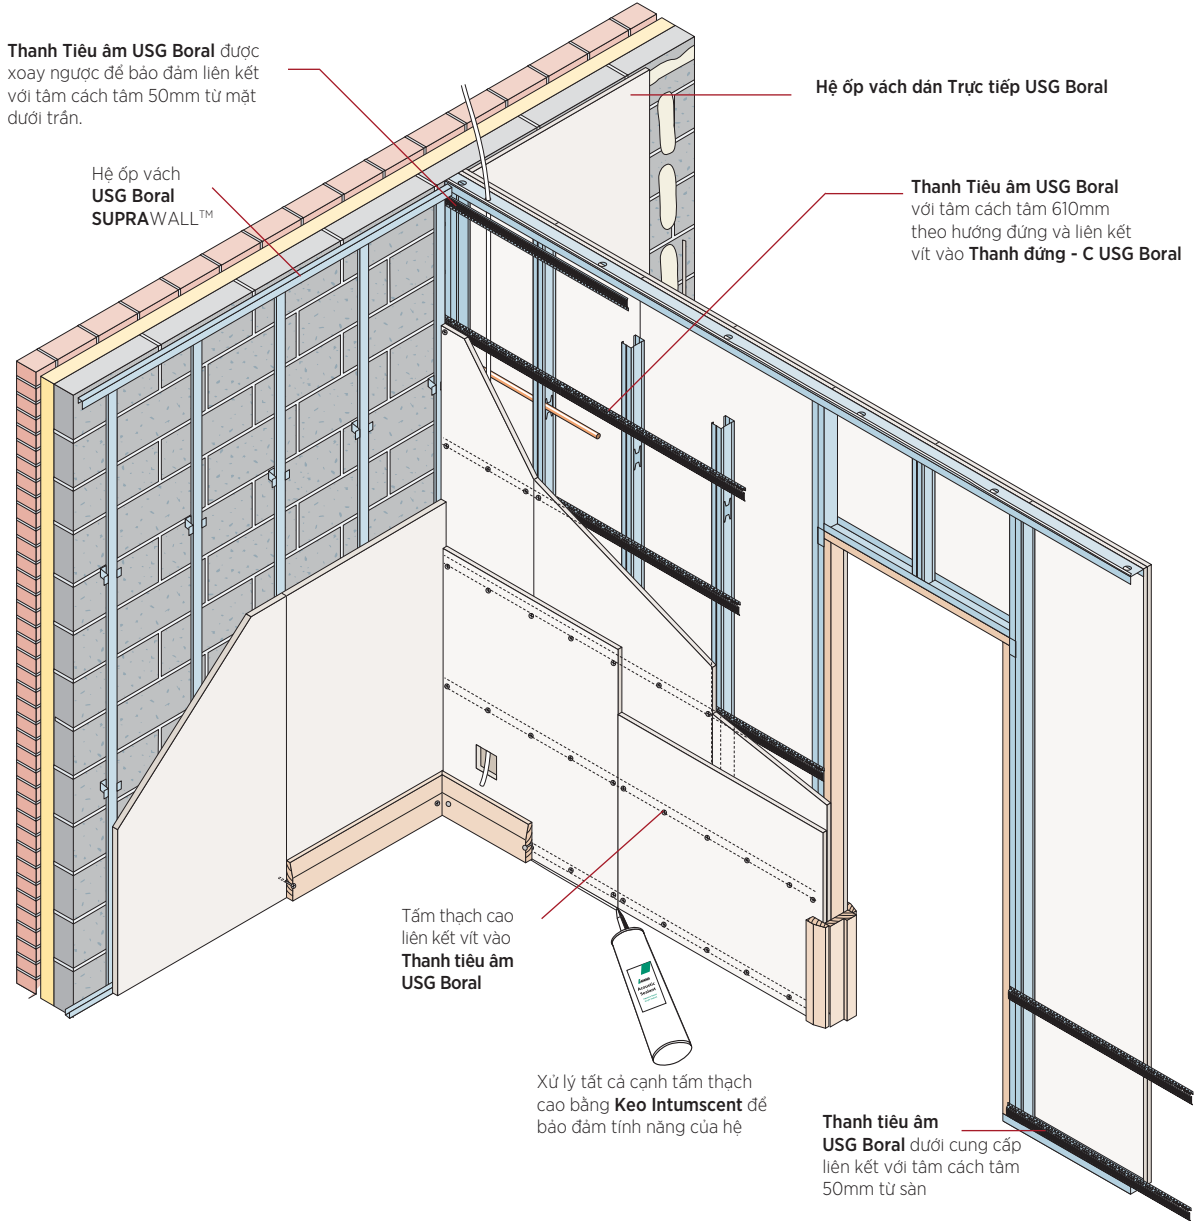 Thanh Tiêu âm USG Boral được
xoay ngược để bảo đảm liên kết
với tâm cách tâm 50mm từ mặt
dưới trần.
Hệ ốp vách dán Trực tiếp USG Boral
Hệ ốp vách
USG Boral
SUPRAWALL™
Thanh Tiêu âm USG Boral
với tâm cách tâm 610mm
theo hướng đứng và liên kết
vít vào Thanh đứng - C USG Boral
Tấm thạch cao
liên kết vít vào
Thanh tiêu âm
USG Boral
Acoustic
Sealant
Xử lý tất cả cạnh tấm thạch
cao bằng Keo Intumscent để
bảo đảm tính năng của hệ
Thanh tiêu âm
USG Boral dưới cung cấp
liên kết với tâm cách tâm
50mm từ sàn